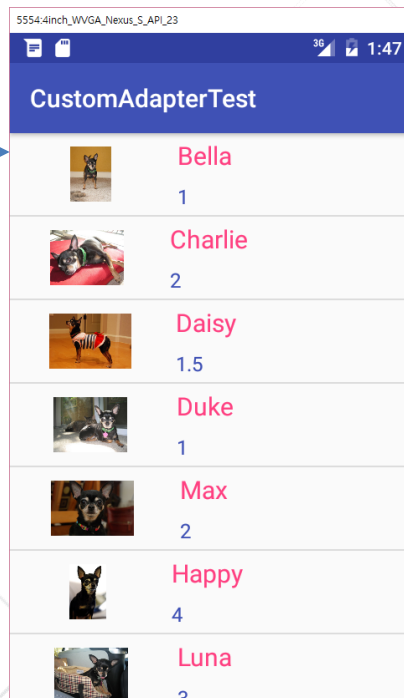 5554:4inch_WVGA_Nexus_S_API_23
3G 1:47
CustomAdapterTest
Bella
1
Charlie
2
Daisy
1.5
Duke
1
Max
2
Happy
4
Luna
3